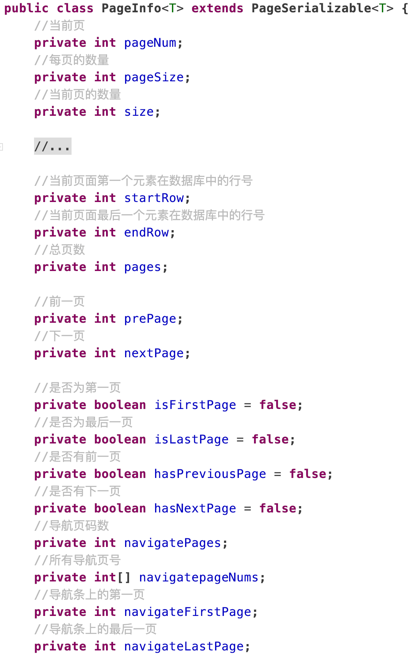 public class PageInfo<T> extends PageSerializable<T> {
//当前页
private int pageNum;
//每页的数量
private int pageSize;
//当前页的数量
private int size;
//...
//当前页面第一个元素在数据库中的行号
private int startRow;
//当前页面最后一个元素在数据库中的行号
private int endRow;
//总页数
private int pages;
//前一页
private int prePage;
//下一页
private int nextPage;
//是否为第一页
private boolean isFirstPage = false;
//是否为最后一页
private boolean isLastPage = false;
//是否有前一页
private boolean hasPreviousPage = false;
//是否有下一页
private boolean hasNextPage = false;
//导航页码数
private int navigatePages;
//所有导航页号
private int[] navigatepageNums;
//导航条上的第一页
private int navigateFirstPage;
//导航条上的最后一页
private int navigateLastPage;